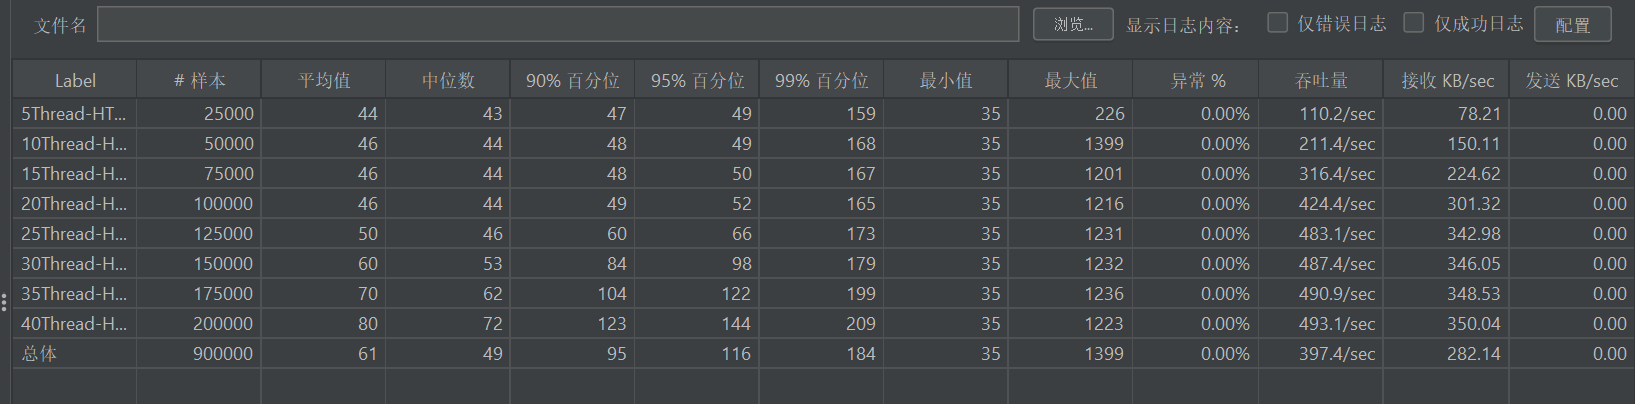 文件名 浏览... 显示日志内容： 仅错误日志 仅成功日志 配置
Label # 样本 平均值 中位数 90% 百分位 95% 百分位 99% 百分位 最小值 最大值 异常 % 吞吐量 接收 KB/sec 发送 KB/sec
5Thread-HT... 25000 44 43 47 49 159 35 226 0.00% 110.2/sec 78.21 0.00
10Thread-H... 50000 46 44 48 49 168 35 1399 0.00% 211.4/sec 150.11 0.00
15Thread-H... 75000 46 44 48 50 167 35 1201 0.00% 316.4/sec 224.62 0.00
20Thread-H... 100000 46 44 49 52 165 35 1216 0.00% 424.4/sec 301.32 0.00
25Thread-H... 125000 50 46 60 66 173 35 1231 0.00% 483.1/sec 342.98 0.00
30Thread-H... 150000 60 53 84 98 179 35 1232 0.00% 487.4/sec 346.05 0.00
35Thread-H... 175000 70 62 104 122 199 35 1236 0.00% 490.9/sec 348.53 0.00
40Thread-H... 200000 80 72 123 144 209 35 1223 0.00% 493.1/sec 350.04 0.00
总体 900000 61 49 95 116 184 35 1399 0.00% 397.4/sec 282.14 0.00